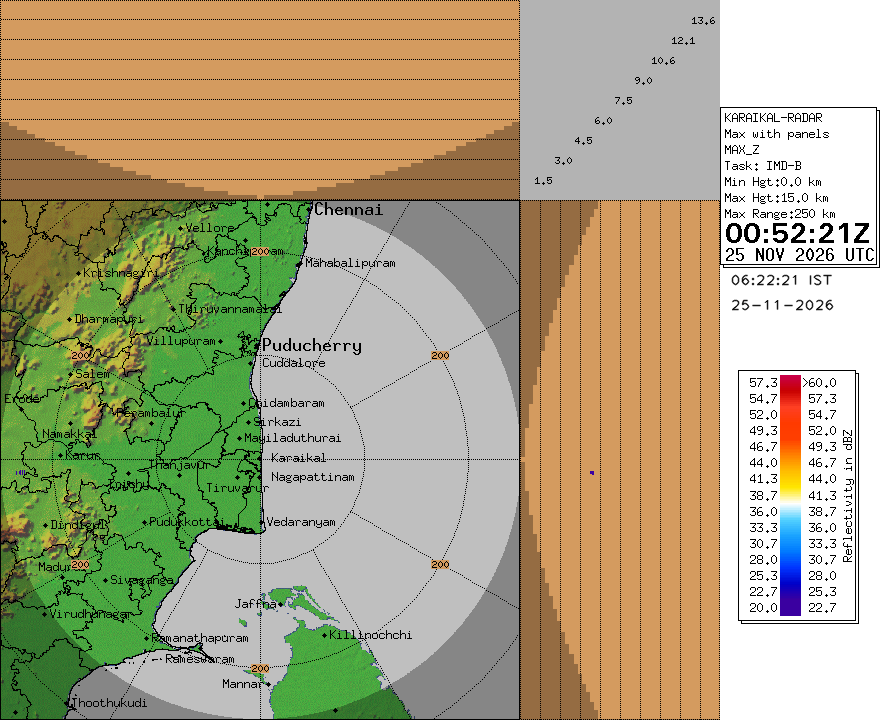 13.6
12.1
10.6
9.0
7.5
6.0
4.5
3.0
1.5
KARAIKAL-RADAR
Max with panels
MAX_Z
Task: IMD-B
Min Hgt:0.0 km
Max Hgt:15.0 km
Max Range:250 km
00:52:21Z
25 NOV 2026 UTC
06:22:21 IST
25-11-2026
Chennai
Vellore
200
Mahabalipuram
Krishnagiri
Thiruvannamalai
Dharmapuri
Villupuram
Puducherry
200
200
Cuddalore
Salem
Erode
Chidambaram
Perambalur
Sirkazi
Namakkal
Mayiladuthurai
Karur
Karaikal
Thanjavur
Nagapattinam
Tiruvarur
Dindigul
Pudukkottai
Vedaranyam
200
200
Sivaganga
Jaffna
Virudhunagar
Killinochchi
Ramanathapuram
Rameswaram
200
Mannar
Thoothukudi
57.3 >60.0
54.7 57.3
52.0 54.7
49.3 52.0
46.7 49.3
44.0 46.7
41.3 44.0
38.7 41.3
36.0 38.7
33.3 36.0
30.7 33.3
28.0 30.7
25.3 28.0
22.7 25.3
20.0 22.7
Reflectivity in dBZ